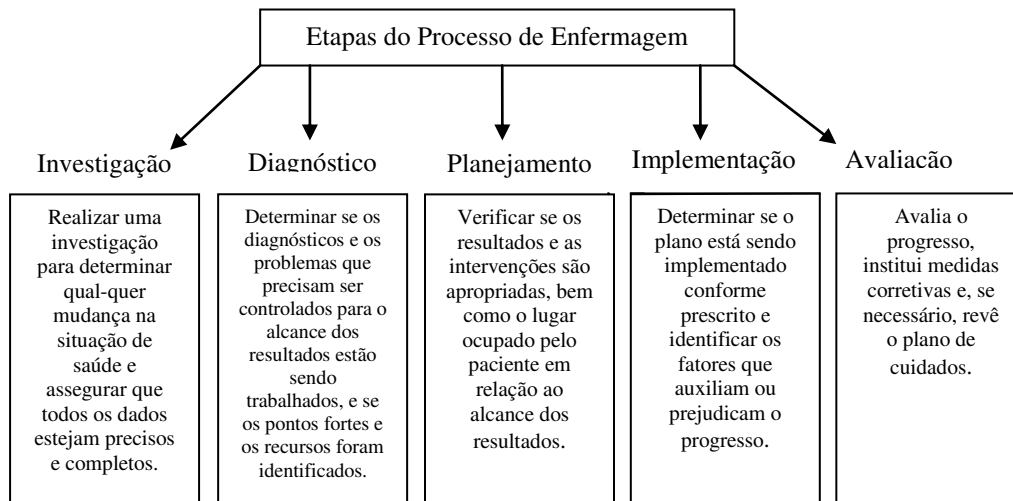 Etapas do Processo de Enfermagem
Investigação
Realizar uma
investigação
para determinar
qual-quer
mudança na
situação de
saúde e
assegurar que
todos os dados
estejam precisos
e completos.
Diagnóstico
Determinar se os
diagnósticos e os
problemas que
precisam ser
controlados para o
alcance dos
resultados estão
sendo
trabalhados, e se
os pontos fortes e
os recursos foram
identificados.
Planejamento
Verificar se os
resultados e as
intervenções são
apropriadas, bem
como o lugar
ocupado pelo
paciente em
relação ao
alcance dos
resultados.
Implementação
Determinar se o
plano está sendo
implementado
conforme
prescrito e
identificar os
fatores que
auxiliam ou
prejudicam o
progresso.
Avaliacão
Avalia o
progresso,
institui medidas
corretivas e, se
necessário, revê
o plano de
cuidados.